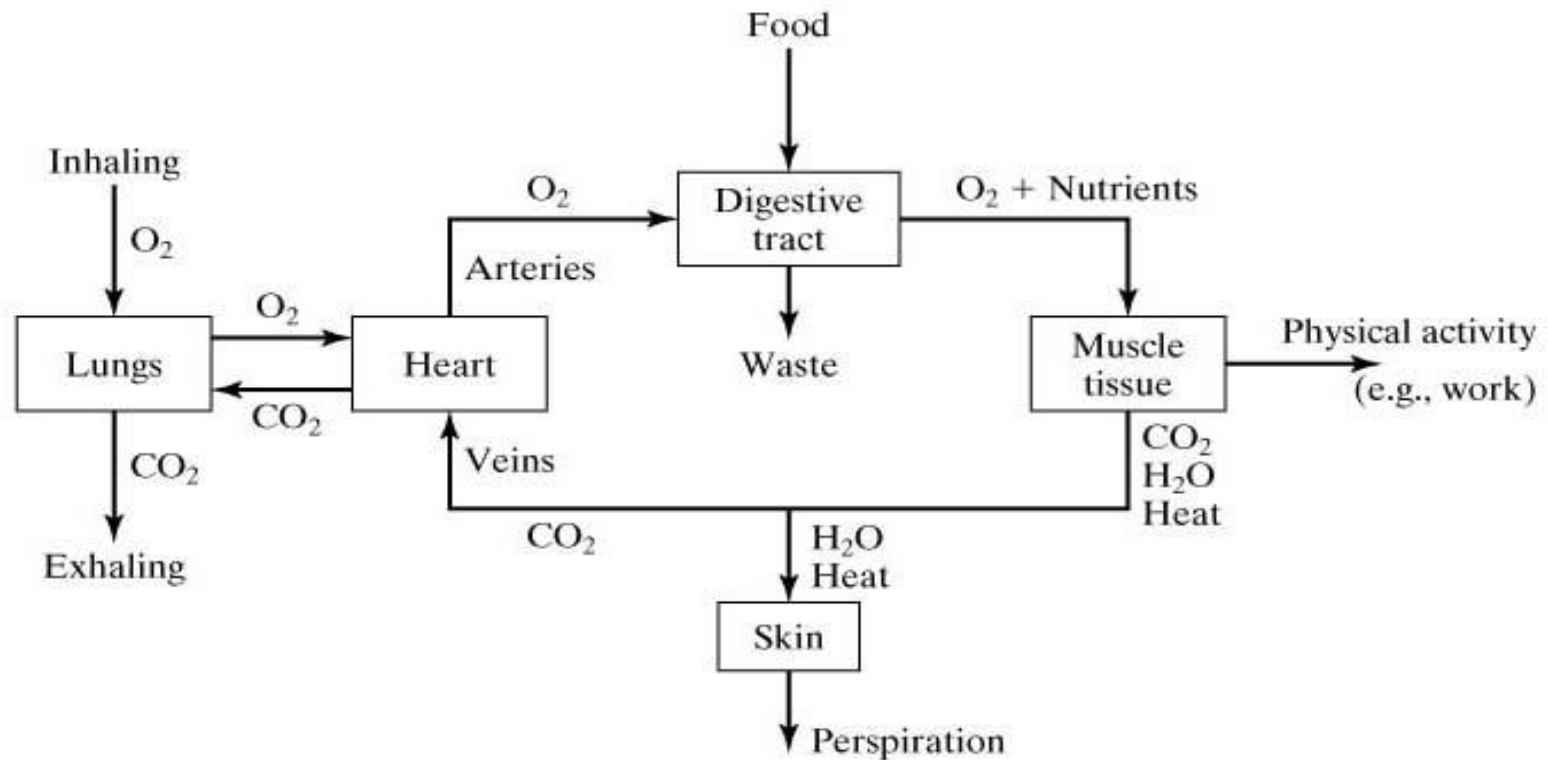 Food
Inhaling
O₂
O₂
Digestive
tract
O₂ + Nutrients
O₂
Arteries
Lungs
Heart
Waste
Muscle
tissue
Physical activity
(e.g., work)
CO₂
CO₂
Veins
CO₂
H₂O
Heat
CO₂
H₂O
Heat
Exhaling
Skin
Perspiration